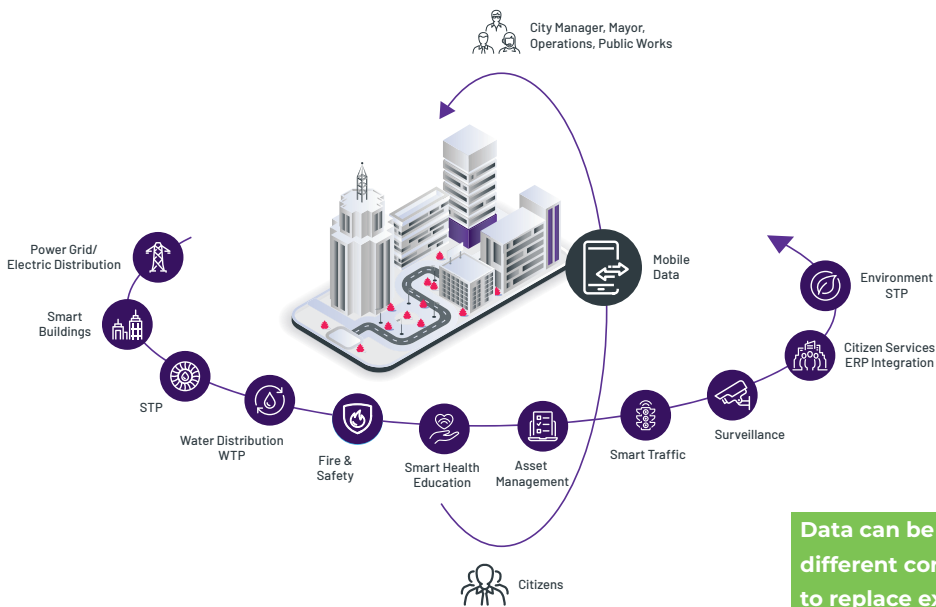 City Manager, Mayor,
Operations, Public Works
Power Grid/
Electric Distribution
Smart
Buildings
STP
Water Distribution
WTP
Fire &
Safety
Smart Health
Education
Asset
Management
Smart Traffic
Surveillance
Citizen Services
ERP Integration
Environment
STP
Mobile
Data
Citizens
Data can be
different
to replace